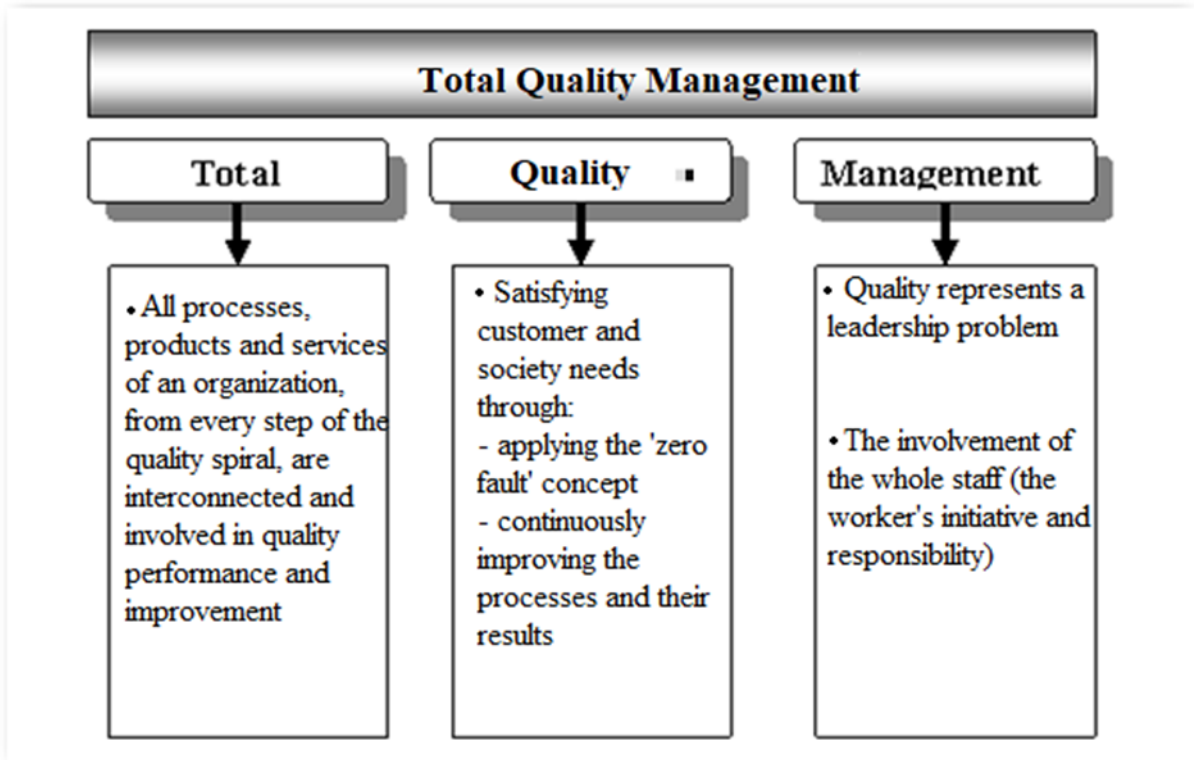 Total Quality Management
Total
Quality
Management
• All processes,
products and services
of an organization,
from every step of the
quality spiral, are
interconnected and
involved in quality
performance and
improvement
• Satisfying
customer and
society needs
through:
- applying the 'zero
fault' concept
- continuously
improving the
processes and their
results
• Quality represents a
leadership problem
• The involvement of
the whole staff (the
worker's initiative and
responsibility)